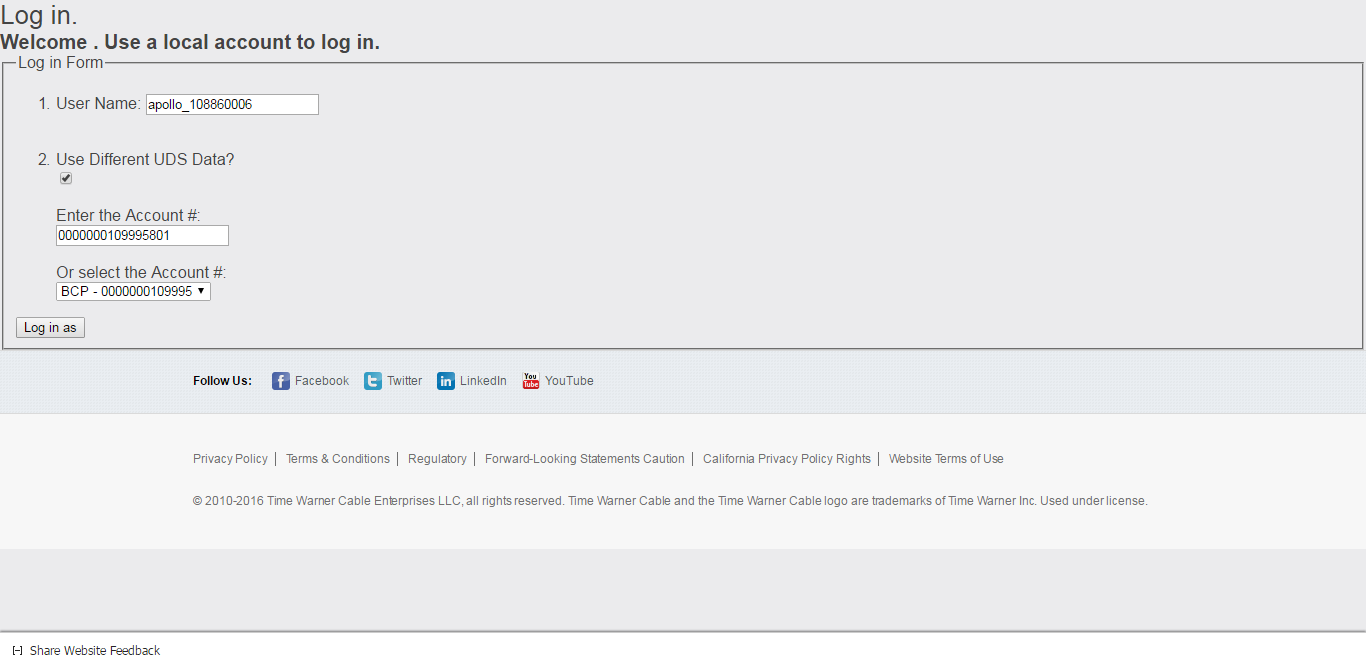 Log in.
Welcome . Use a local account to log in.
Log in Form
1. User Name: apollo_108860006
2. Use Different UDS Data?
Enter the Account #:
0000000109995801
Or select the Account #:
BCP - 0000000109995
Log in as
Follow Us: Facebook Twitter LinkedIn YouTube
Privacy Policy | Terms & Conditions | Regulatory | Forward-Looking Statements Caution | California Privacy Policy Rights | Website Terms of Use
© 2010-2016 Time Warner Cable Enterprises LLC, all rights reserved. Time Warner Cable and the Time Warner Cable logo are trademarks of Time Warner Inc. Used under license.
[-] Share Website Feedback